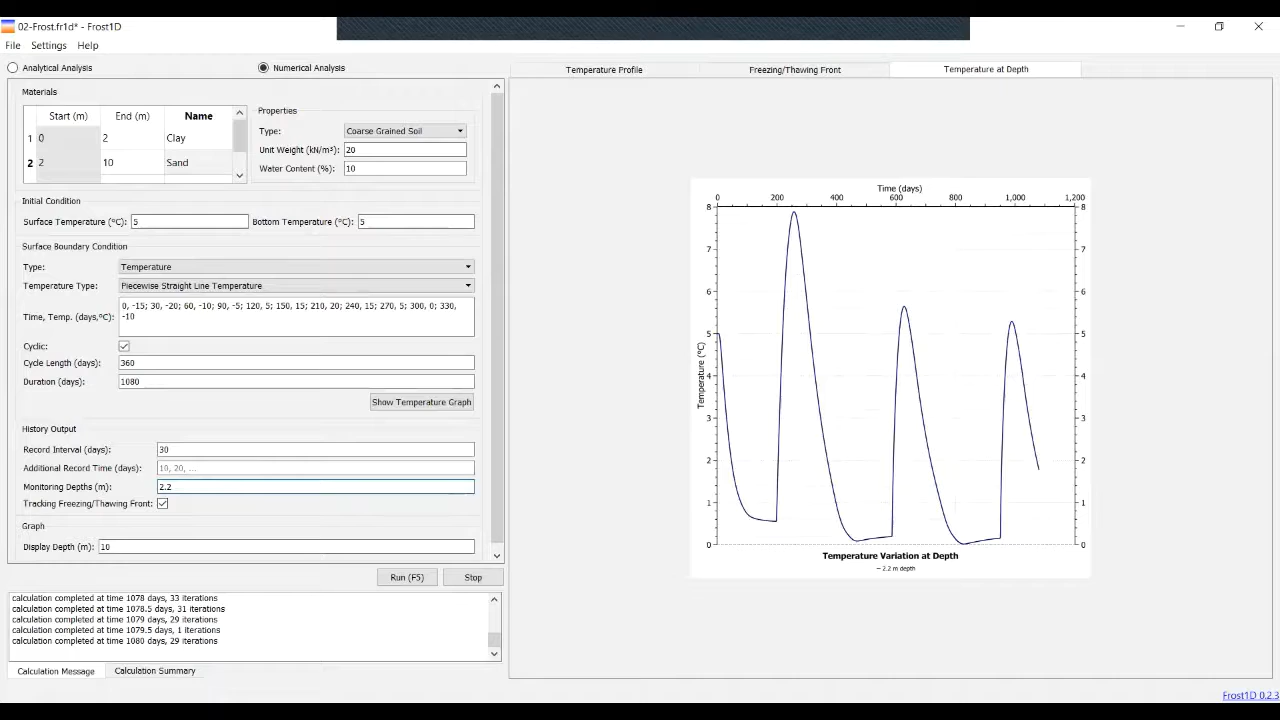 02-Frost.fr1d* - Frost1D
File Settings Help
Analytical Analysis Numerical Analysis
Temperature Profile Freezing/Thawing Front Temperature at Depth
Materials
Start (m) End (m) Name
1 0 2 Clay
2 2 10 Sand
Properties
Type: Coarse Grained Soil
Unit Weight (kN/m³): 20
Water Content (%): 10
Initial Condition
Surface Temperature (°C): 5 Bottom Temperature (°C): 5
Surface Boundary Condition
Type: Temperature
Temperature Type: Piecewise Straight Line Temperature
Time, Temp. (days,°C): 0, -15; 30, -20; 60, -10; 90, -5; 120, 5; 150, 15; 210, 20; 240, 15; 270, 5; 300, 0; 330,
-10
Cyclic:
Cycle Length (days): 360
Duration (days): 1080
Show Temperature Graph
History Output
Record Interval (days): 30
Additional Record Time (days): 10, 20, ...
Monitoring Depths (m): 2.2
Tracking Freezing/Thawing Front:
Graph
Display Depth (m): 10
Run (F5) Stop
calculation completed at time 1078 days, 33 iterations
calculation completed at time 1078.5 days, 31 iterations
calculation completed at time 1079 days, 29 iterations
calculation completed at time 1079.5 days, 1 iterations
calculation completed at time 1080 days, 29 iterations
Calculation Message Calculation Summary
Time (days)
0 200 400 600 800 1,000 1,200
8 8
7 7
6 6
5 5
4 4
3 3
2 2
1 1
0 0
Temperature (°C)
Temperature Variation at Depth
2.2 m depth
Frost1D 0.2.3